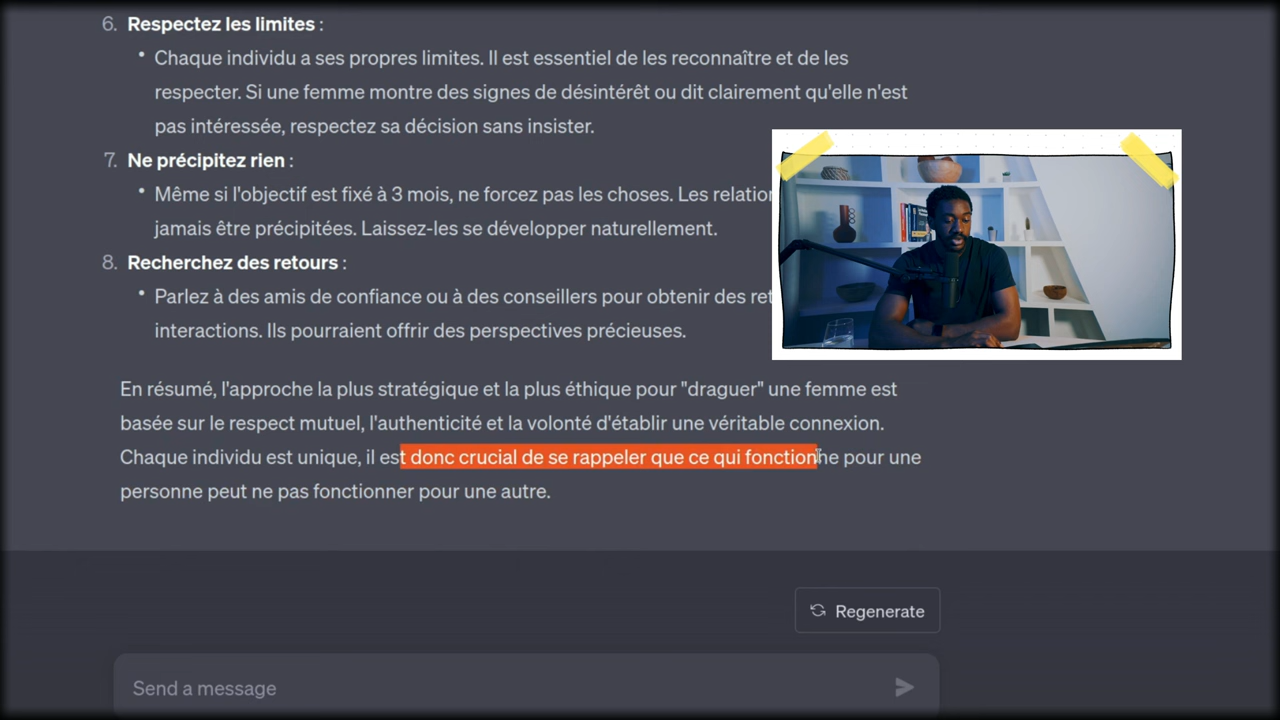 6. Respectez les limites :
• Chaque individu a ses propres limites. Il est essentiel de les reconnaître et de les
respecter. Si une femme montre des signes de désintérêt ou dit clairement qu'elle n'est
pas intéressée, respectez sa décision sans insister.
7. Ne précipitez rien :
• Même si l'objectif est fixé à 3 mois, ne forcez pas les choses. Les
jamais être précipitées. Laissez-les se développer naturellement.
8. Recherchez des retours :
• Parlez à des amis de confiance ou à des conseillers pour obtenir des
interactions. Ils pourraient offrir des perspectives précieuses.
En résumé, l'approche la plus stratégique et la plus éthique pour "draguer" une femme est
basée sur le respect mutuel, l'authenticité et la volonté d'établir une véritable connexion.
Chaque individu est unique, il est donc crucial de se rappeler que ce qui fonctionne pour une
personne peut ne pas fonctionner pour une autre.
Regenerate
Send a message